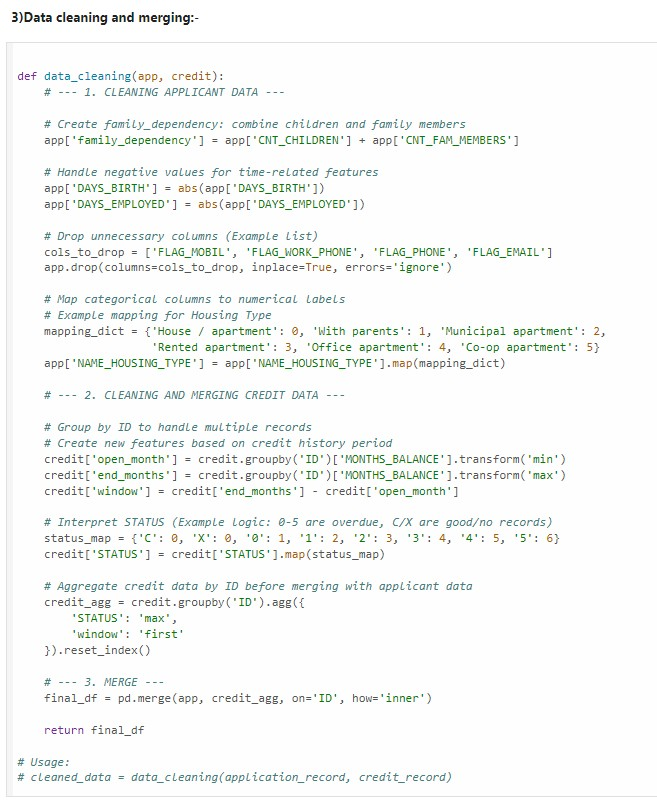 3)Data cleaning and merging:-
def data_cleaning(app, credit):
    # --- 1. CLEANING APPLICANT DATA ---
    # Create family_dependency: combine children and family members
    app['family_dependency'] = app['CNT_CHILDREN'] + app['CNT_FAM_MEMBERS']
    # Handle negative values for time-related features
    app['DAYS_BIRTH'] = abs(app['DAYS_BIRTH'])
    app['DAYS_EMPLOYED'] = abs(app['DAYS_EMPLOYED'])
    # Drop unnecessary columns (Example list)
    cols_to_drop = ['FLAG_MOBIL', 'FLAG_WORK_PHONE', 'FLAG_PHONE', 'FLAG_EMAIL']
    app.drop(columns=cols_to_drop, inplace=True, errors='ignore')
    # Map categorical columns to numerical labels
    # Example mapping for Housing Type
    mapping_dict = {'House / apartment': 0, 'With parents': 1, 'Municipal apartment': 2,
                    'Rented apartment': 3, 'Office apartment': 4, 'Co-op apartment': 5}
    app['NAME_HOUSING_TYPE'] = app['NAME_HOUSING_TYPE'].map(mapping_dict)
    # --- 2. CLEANING AND MERGING CREDIT DATA ---
    # Group by ID to handle multiple records
    # Create new features based on credit history period
    credit['open_month'] = credit.groupby('ID')['MONTHS_BALANCE'].transform('min')
    credit['end_months'] = credit.groupby('ID')['MONTHS_BALANCE'].transform('max')
    credit['window'] = credit['end_months'] - credit['open_month']
    # Interpret STATUS (Example logic: 0-5 are overdue, C/X are good/no records)
    status_map = {'C': 0, 'X': 0, '0': 1, '1': 2, '2': 3, '3': 4, '4': 5, '5': 6}
    credit['STATUS'] = credit['STATUS'].map(status_map)
    # Aggregate credit data by ID before merging with applicant data
    credit_agg = credit.groupby('ID').agg({
        'STATUS': 'max',
        'window': 'first'
    }).reset_index()
    # --- 3. MERGE ---
    final_df = pd.merge(app, credit_agg, on='ID', how='inner')
    return final_df
# Usage:
# cleaned_data = data_cleaning(application_record, credit_record)